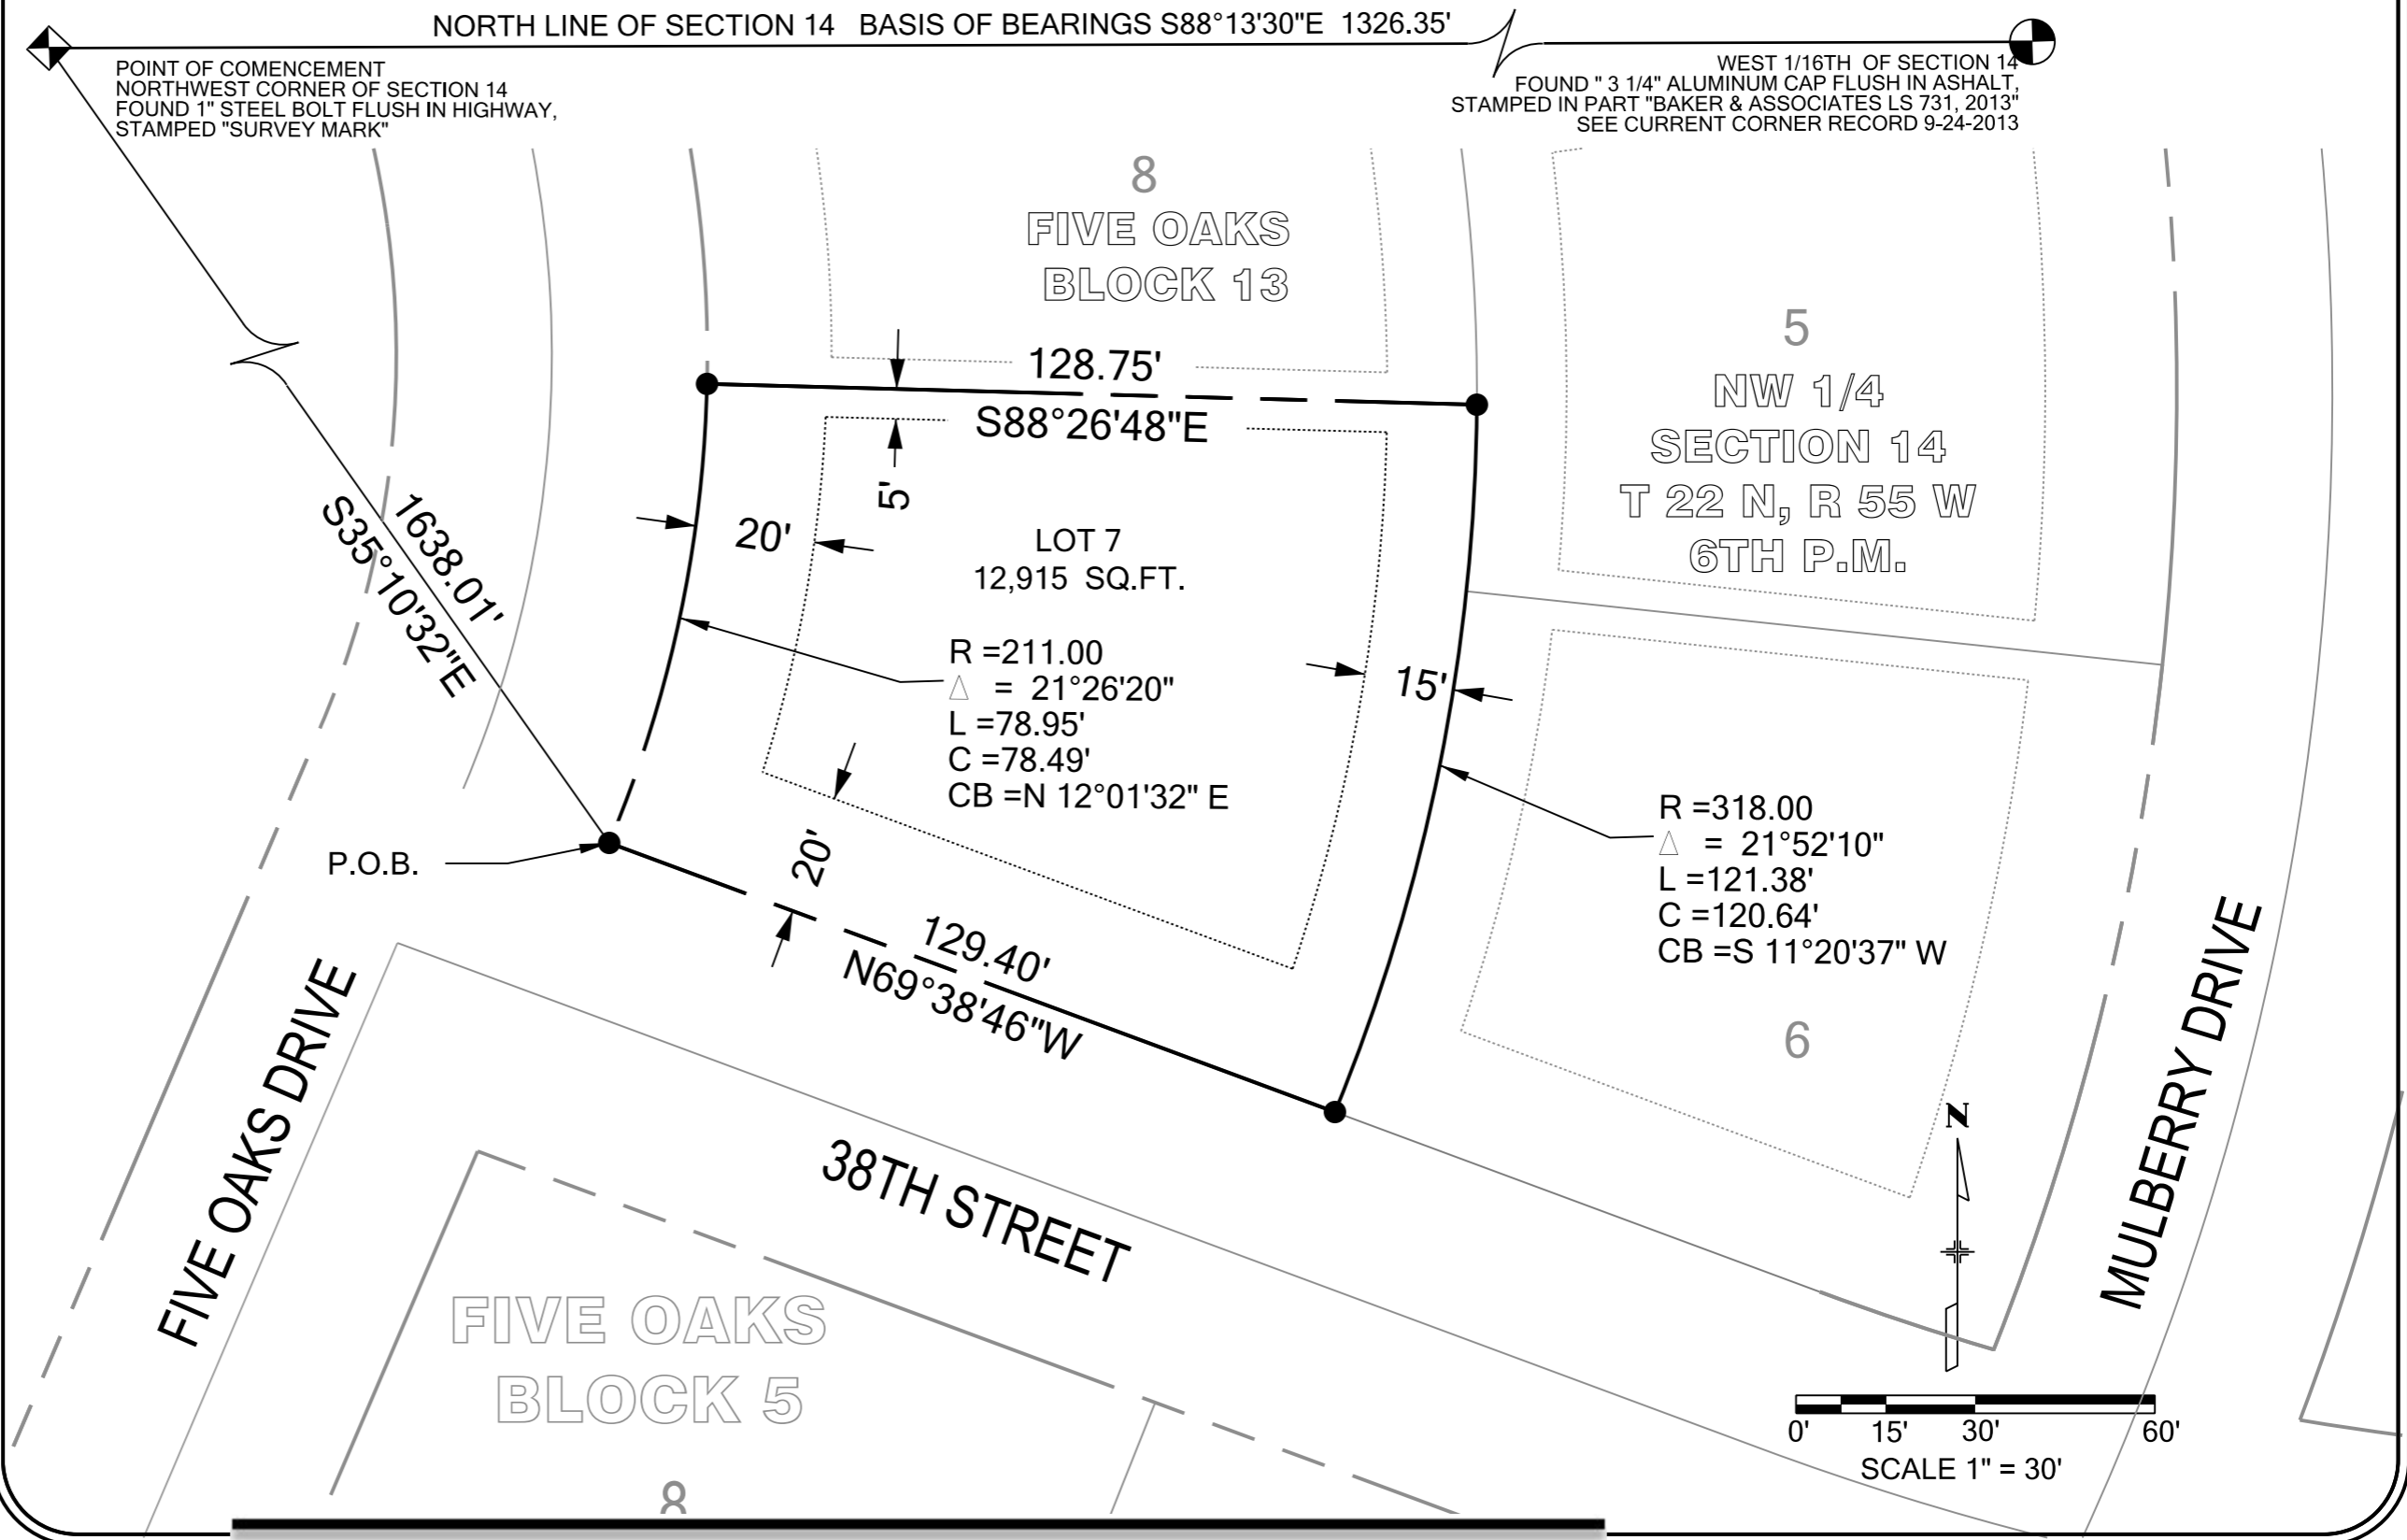 NORTH LINE OF SECTION 14 BASIS OF BEARINGS S88°13'30"E 1326.35'
POINT OF COMENCEMENT
NORTHWEST CORNER OF SECTION 14
FOUND 1" STEEL BOLT FLUSH IN HIGHWAY,
STAMPED "SURVEY MARK"
WEST 1/16TH OF SECTION 14
FOUND " 3 1/4" ALUMINUM CAP FLUSH IN ASHALT,
STAMPED IN PART "BAKER & ASSOCIATES LS 731, 2013"
SEE CURRENT CORNER RECORD 9-24-2013
8
FIVE OAKS
BLOCK 13
5
NW 1/4
SECTION 14
T 22 N, R 55 W
6TH P.M.
128.75'
S88°26'48"E
5'
20'
LOT 7
12,915 SQ.FT.
1638.01'
S35°10'32"E
R =211.00
Δ = 21°26'20"
L =78.95'
C =78.49'
CB =N 12°01'32" E
15'
R =318.00
Δ = 21°52'10"
L =121.38'
C =120.64'
CB =S 11°20'37" W
P.O.B.
20'
129.40'
N69°38'46"W
6
FIVE OAKS DRIVE
38TH STREET
MULBERRY DRIVE
N
FIVE OAKS
BLOCK 5
8
0' 15' 30' 60'
SCALE 1" = 30'